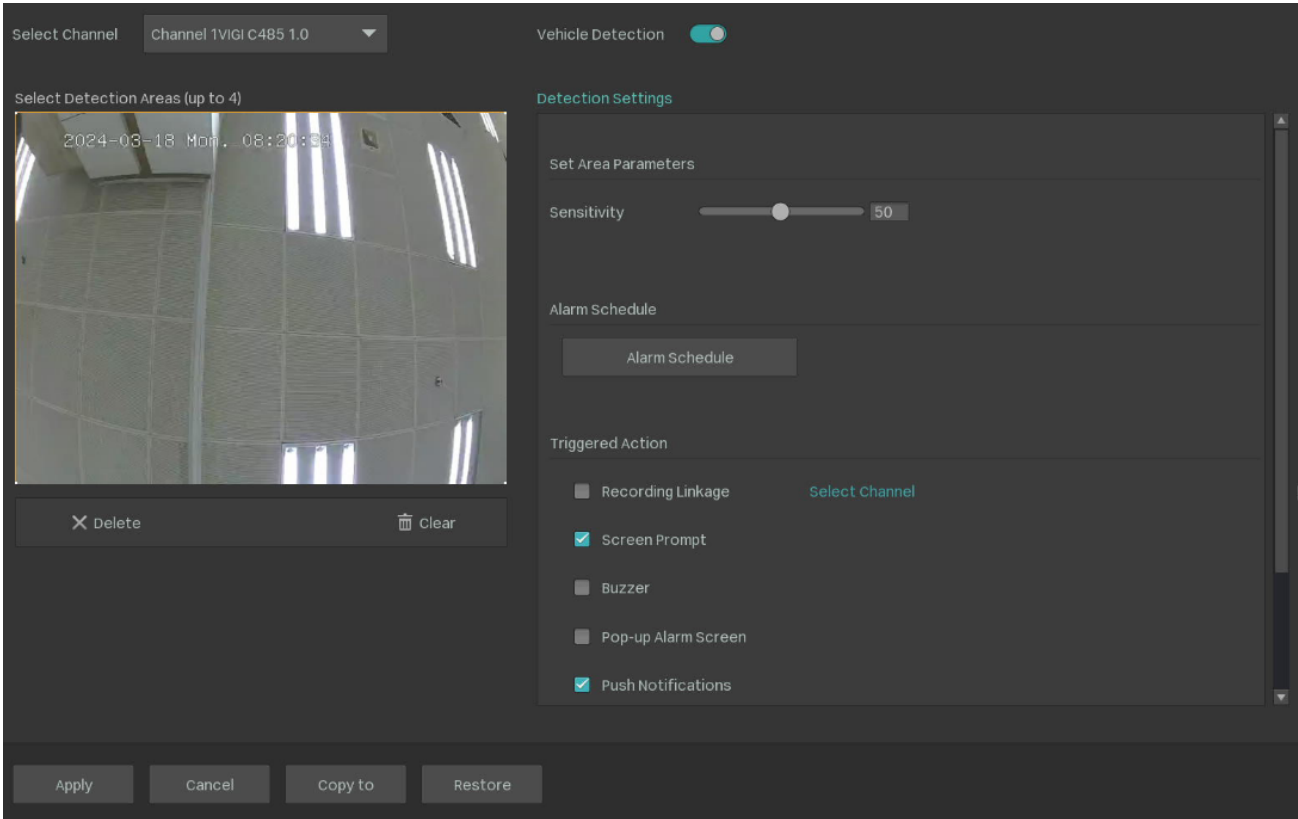 Select Channel Channel 1VIGI C485 1.0 Vehicle Detection
Select Detection Areas (up to 4) Detection Settings
2024-03-18 Mon. 08:20:34
Set Area Parameters
Sensitivity 50
Alarm Schedule
Alarm Schedule
Triggered Action
Recording Linkage Select Channel
Delete Clear
Screen Prompt
Buzzer
Pop-up Alarm Screen
Push Notifications
Apply Cancel Copy to Restore